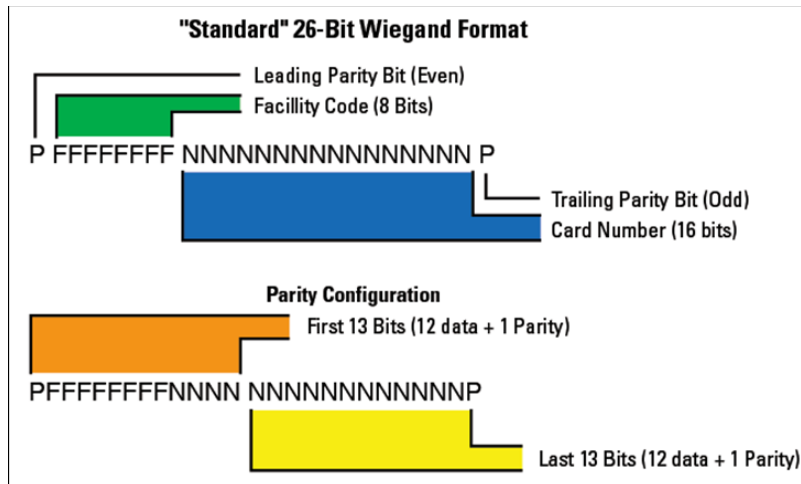 "Standard" 26-Bit Wiegand Format
Leading Parity Bit (Even)
Facillity Code (8 Bits)
P FFFFFFFF NNNNNNNNNNNNNNNN P
Trailing Parity Bit (Odd)
Card Number (16 bits)
Parity Configuration
First 13 Bits (12 data + 1 Parity)
PFFFFFFFFNNNN NNNNNNNNNNNNP
Last 13 Bits (12 data + 1 Parity)